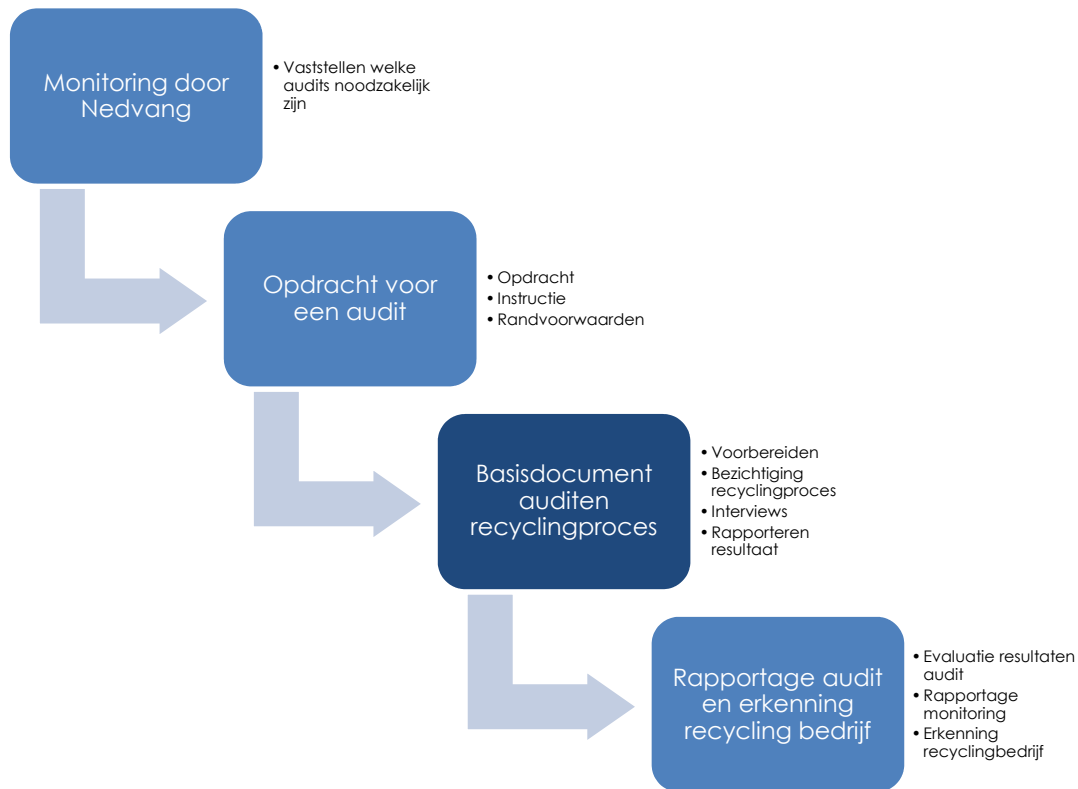 Monitoring door
Nedvang
• Vaststellen welke
audits noodzakelijk
zijn
Opdracht voor
een audit
• Opdracht
• Instructie
• Randvoorwaarden
Basisdocument
auditen
recyclingproces
• Voorbereiden
• Bezichtiging
recyclingproces
• Interviews
• Rapporteren
resultaat
Rapportage audit
en erkenning
recycling bedrijf
• Evaluatie resultaten
audit
• Rapportage
monitoring
• Erkenning
recyclingbedrijf